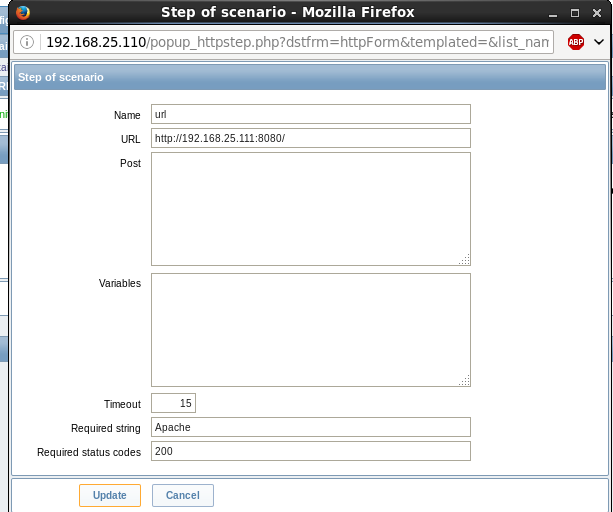 Step of scenario - Mozilla Firefox
192.168.25.110/popup_httpstep.php?dstfrm=httpForm&templated=&list_nan
ABP
Step of scenario
Name url
URL http://192.168.25.111:8080/
Post
Variables
Timeout 15
Required string Apache
Required status codes 200
Update Cancel